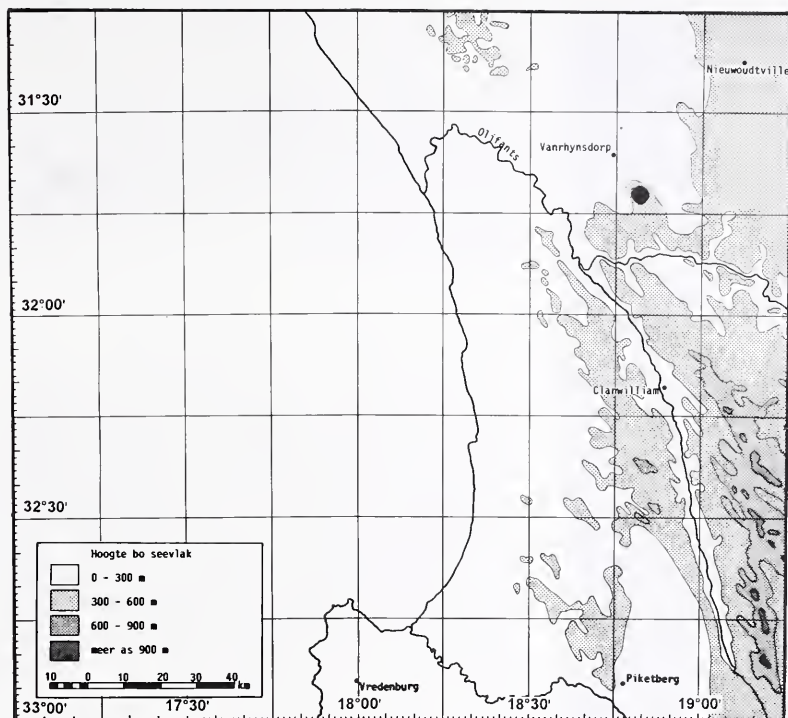 Nieuwoudtville
31°30'
Olifants
Vanrhynsdorp
32°00'
Clanwilliam
32°30'
Hoogte bo seevlak
0 - 300 m
300 - 600 m
600 - 900 m
meer as 900 m
10 0 10 20 30 40 km
Vredenburg
Piketberg
33°00' 17°30' 18°00' 18°30' 19°00'